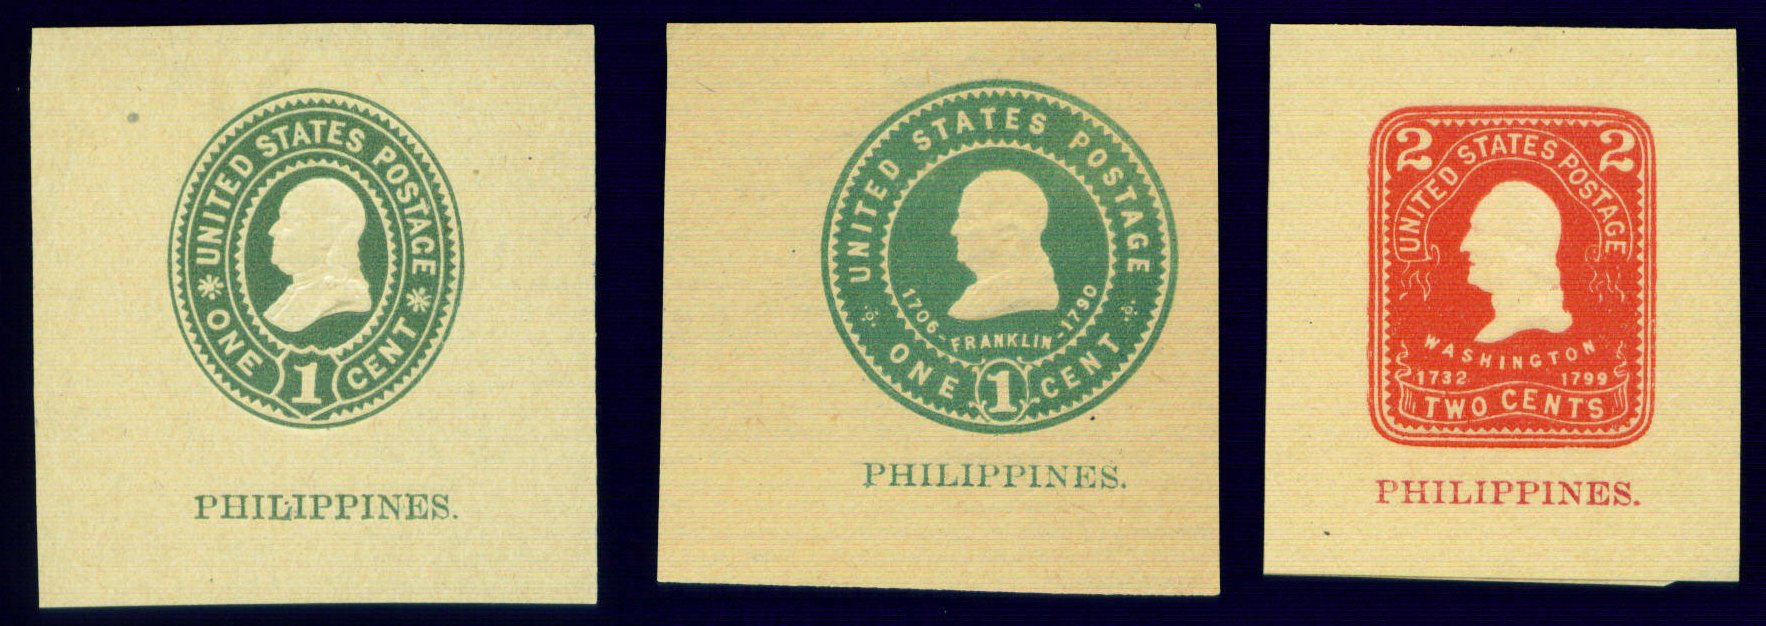 UNITED STATES POSTAGE
ONE 1 CENT
PHILIPPINES.
UNITED STATES POSTAGE
1706 - FRANKLIN - 1790
ONE 1 CENT
PHILIPPINES.
2 2
UNITED STATES POSTAGE
WASHINGTON
1732 1799
TWO CENTS
PHILIPPINES.